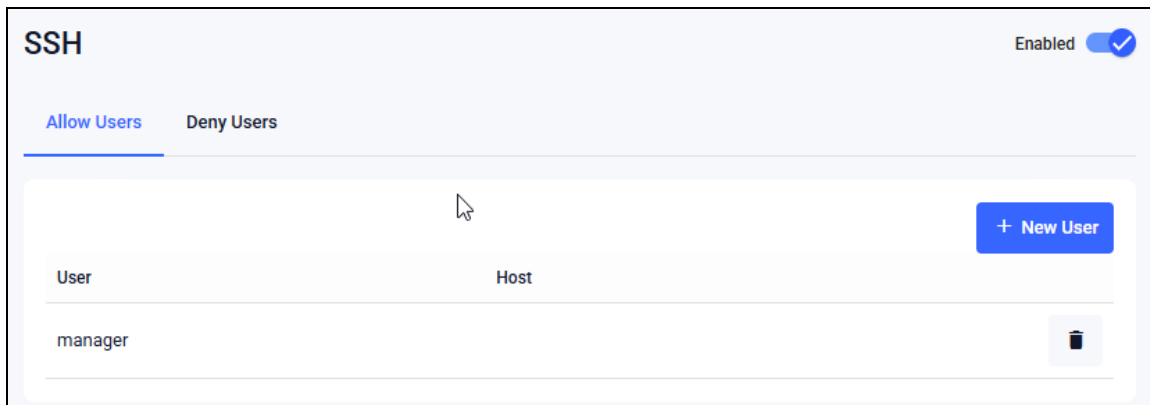 SSH
Enabled
Allow Users Deny Users
+ New User
User Host
manager